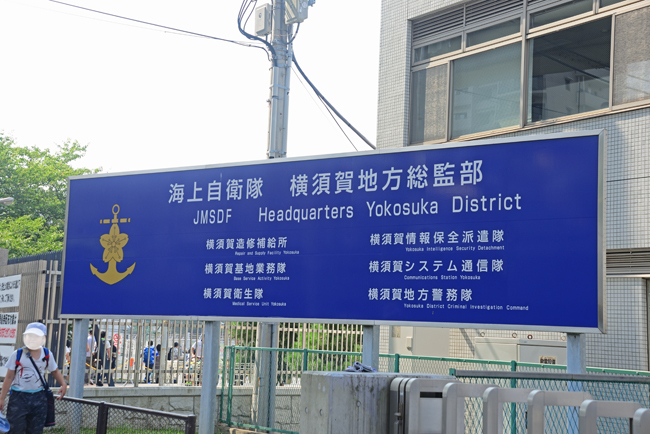 海上自衛隊 横須賀地方総監部
JMSDF Headquarters Yokosuka District
横須賀造修補給所
Repair and Supply Facility Yokosuka
横須賀基地業務隊
Base Service Activity Yokosuka
横須賀衛生隊
Medical Service Unit Yokosuka
横須賀情報保全派遣隊
Yokosuka Intelligence Security Detachment
横須賀システム通信隊
Communications Station Yokosuka
横須賀地方警務隊
Yokosuka District Criminal Investigation Command